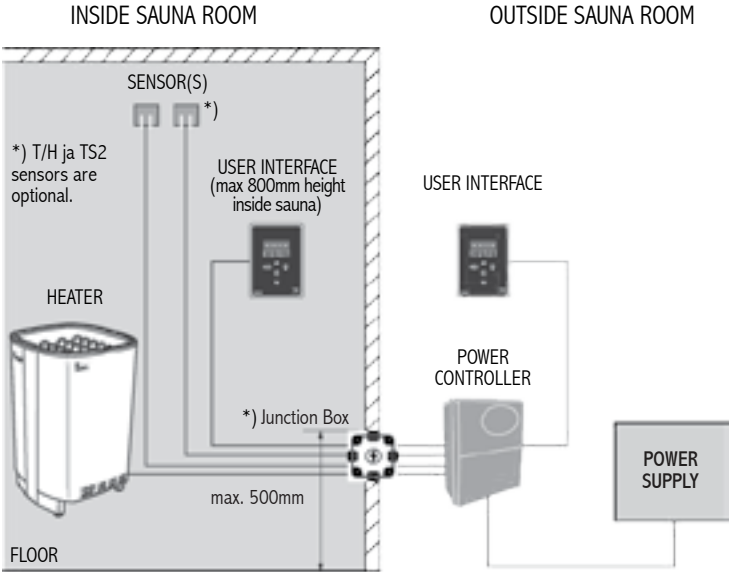 INSIDE SAUNA ROOM
OUTSIDE SAUNA ROOM
SENSOR(S)
*)
*) T/H ja TS2
sensors are
optional.
USER INTERFACE
(max 800mm height
inside sauna)
USER INTERFACE
HEATER
POWER
CONTROLLER
*) Junction Box
POWER
SUPPLY
max. 500mm
FLOOR